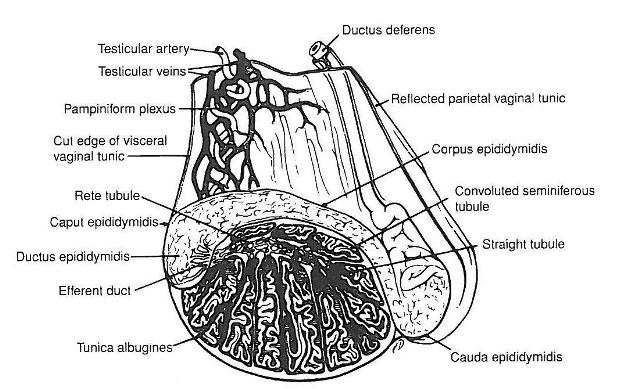 Testicular artery
Testicular veins
Pampiniform plexus
Cut edge of visceral
vaginal tunic
Rete tubule
Caput epididymidis
Ductus epididymidis
Efferent duct
Tunica albugines
Ductus deferens
Reflected parietal vaginal tunic
Corpus epididymidis
Convoluted seminiferous
tubule
Straight tubule
Cauda epididymidis